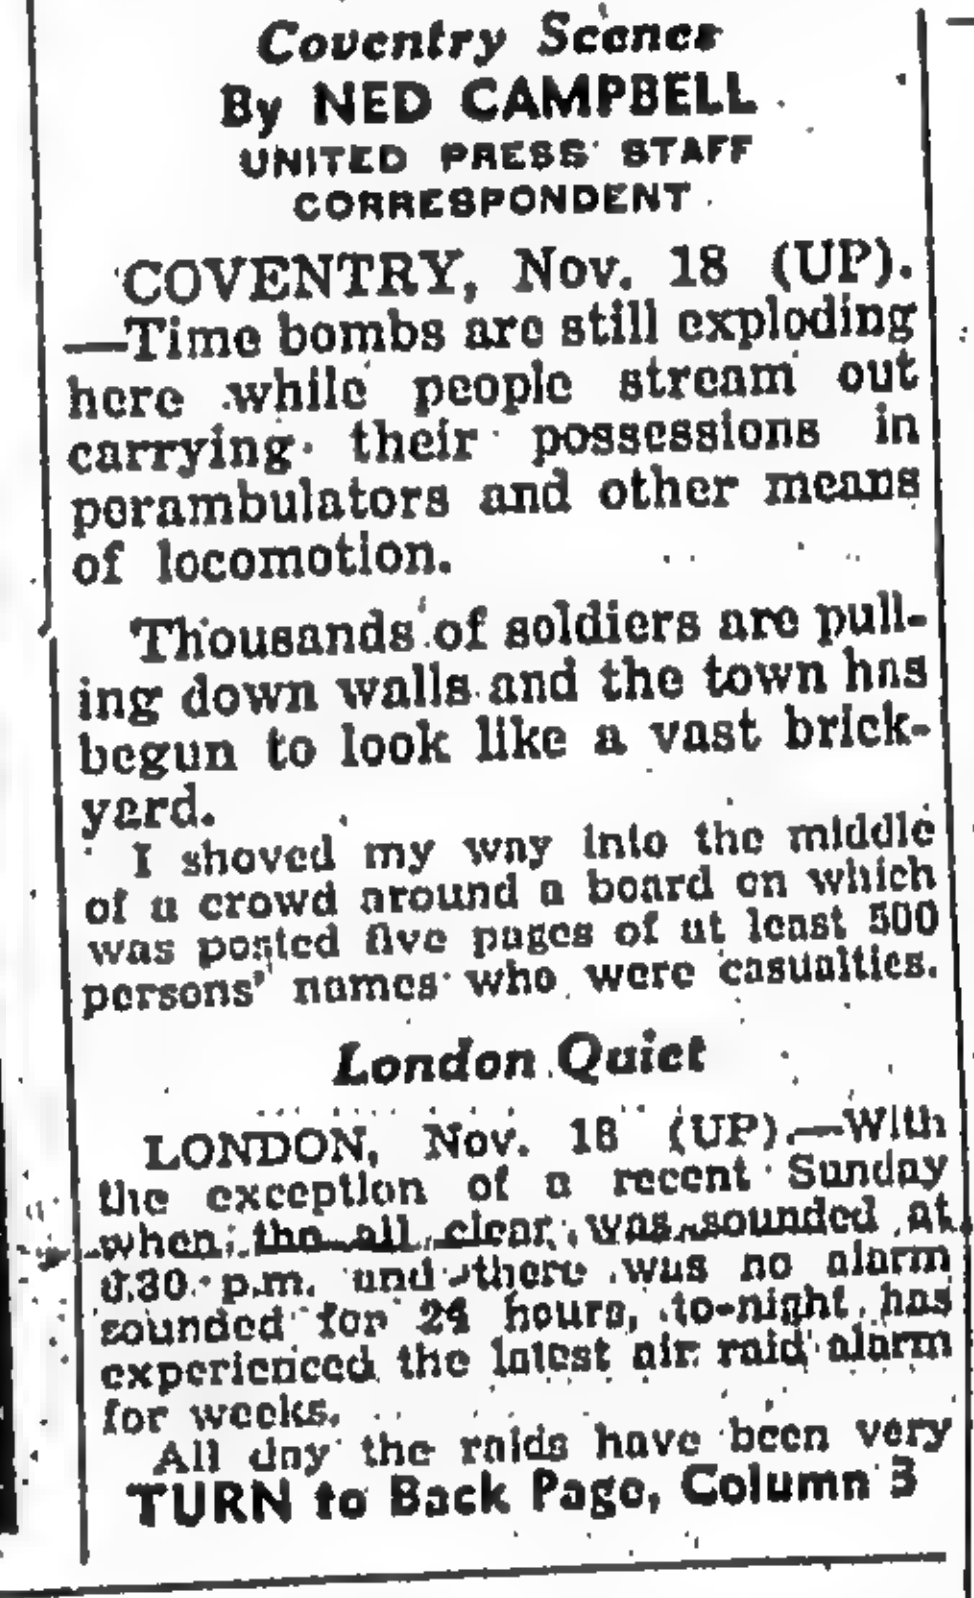 Coventry Scenes
By NED CAMPBELL
UNITED PRESS STAFF
CORRESPONDENT
COVENTRY, Nov. 18 (UP).
—Time bombs are still exploding
here while people stream out
carrying their possessions in
perambulators and other means
of locomotion.
Thousands of soldiers are pull-
ing down walls and the town has
begun to look like a vast brick-
yard.
I shoved my way into the middle
of a crowd around a board on which
was posted five pages of at least 500
persons' names who were casualties.
London Quiet
LONDON, Nov. 18 (UP).—With
the exception of a recent Sunday
when the all clear was sounded at
p.m. and there was no alarm
sounded for 24 hours, to-night has
experienced the latest air raid alarm
for weeks.
All day the raids have been very
TURN to Back Page, Column 3